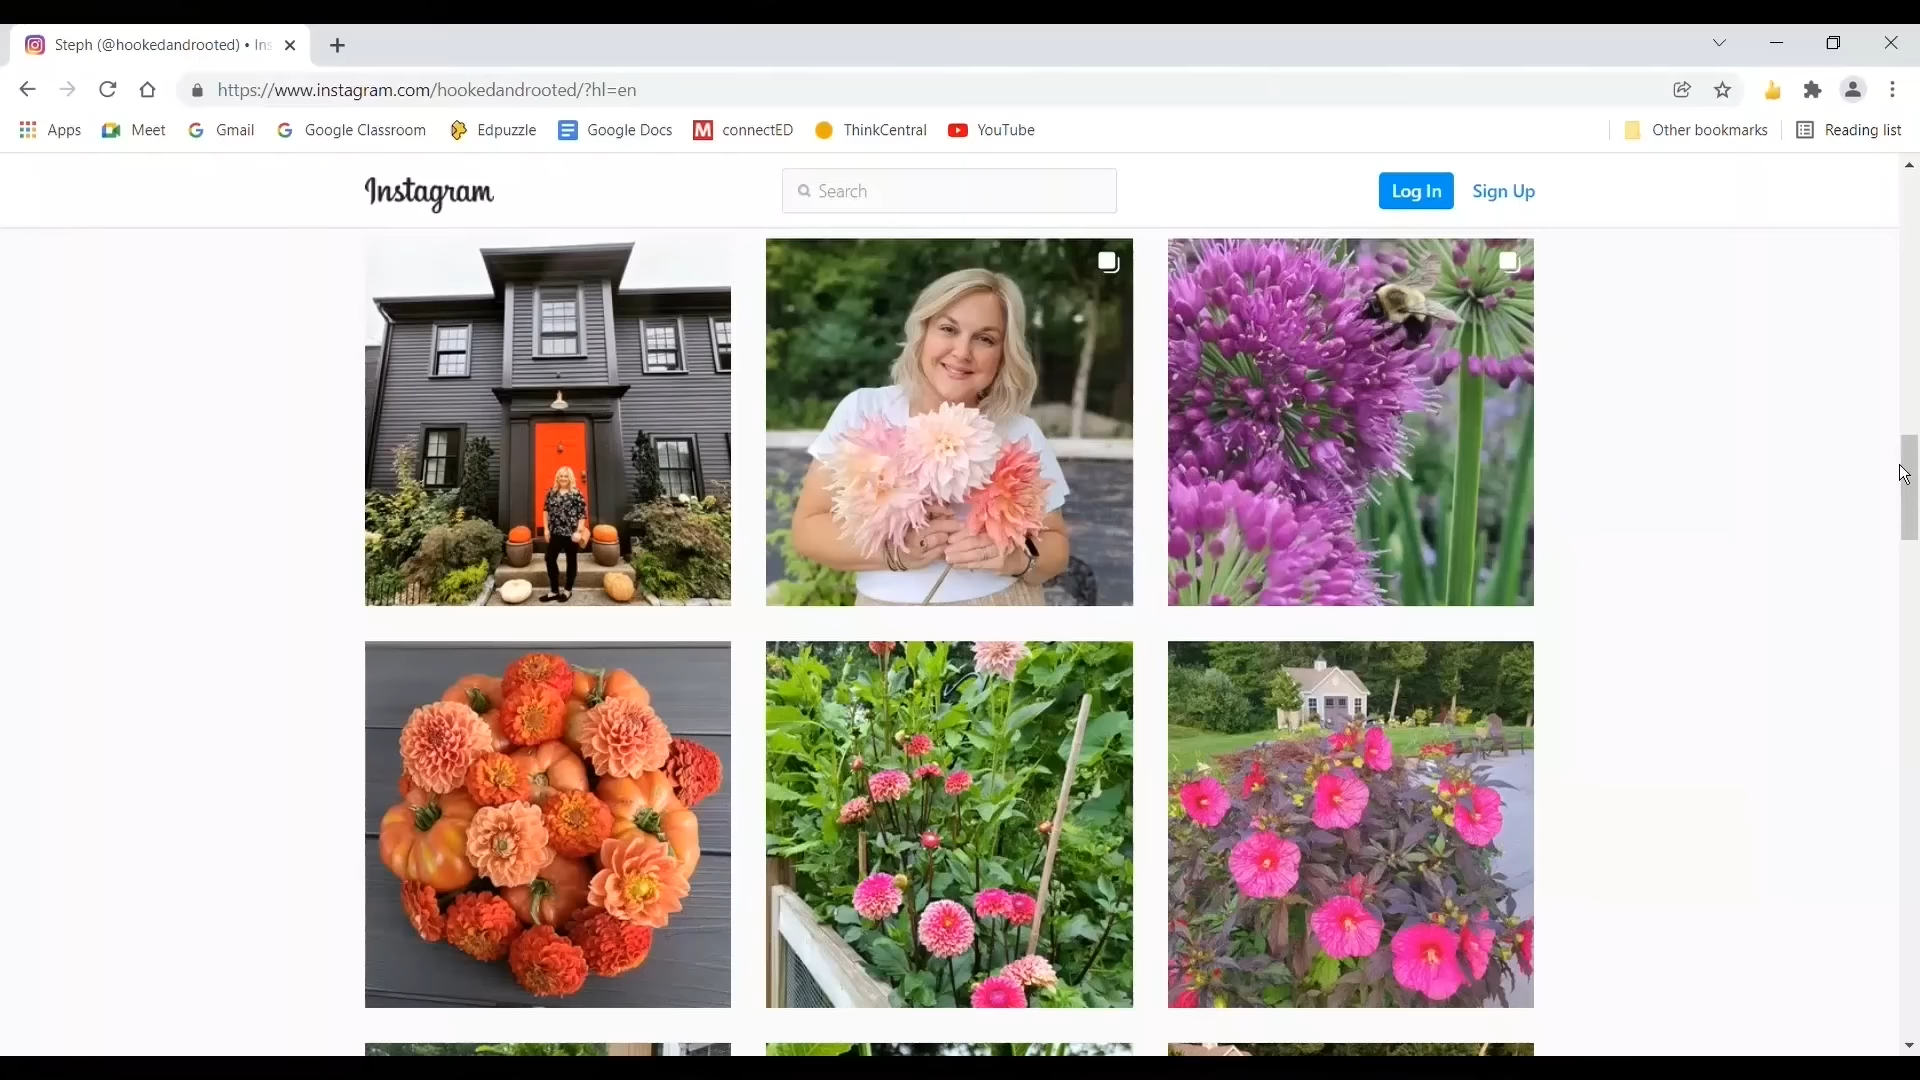 Steph (@hookedandrooted) • Ins
https://www.instagram.com/hookedandrooted/?hl=en
Apps Meet Gmail Google Classroom Edpuzzle Google Docs connectED ThinkCentral YouTube Other bookmarks Reading list
Instagram Search Log In Sign Up